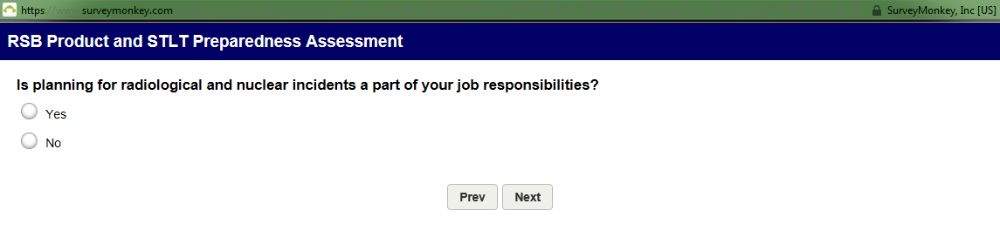 https://www.surveymonkey.com SurveyMonkey, Inc [US]
RSB Product and STLT Preparedness Assessment
Is planning for radiological and nuclear incidents a part of your job responsibilities?
Yes
No
Prev Next